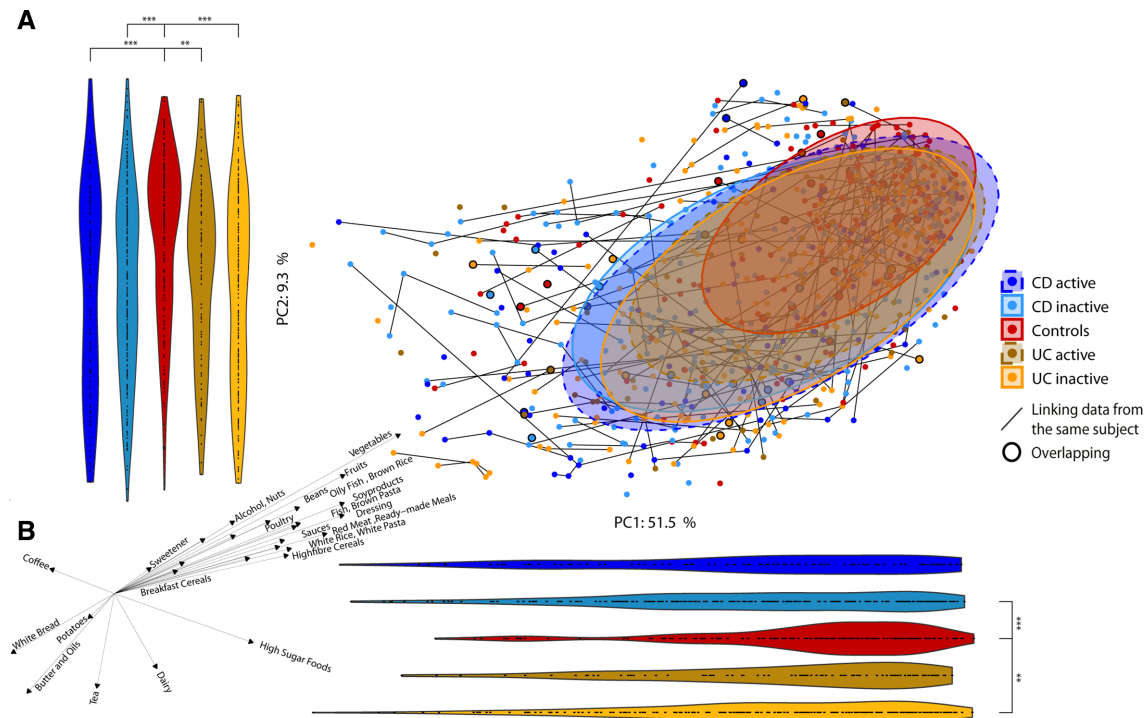 A
***
***
***
**
PC2: 9.3 %
CD active
CD inactive
Controls
UC active
UC inactive
Linking data from
the same subject
Overlapping
PC1: 51.5 %
B
Vegetables
Fruits
Oily Fish , Brown Rice
Beans
Soyproducts
Alcohol, Nuts
Fish, Brown Pasta
Dressing
Poultry
Red Meat ,Ready-made Meals
Sauces
White Rice, White Pasta
Highfibre Cereals
Sweetener
Coffee
Breakfast Cereals
White Bread
Potatoes
Butter and Oils
Tea
Dairy
High Sugar Foods
***
**